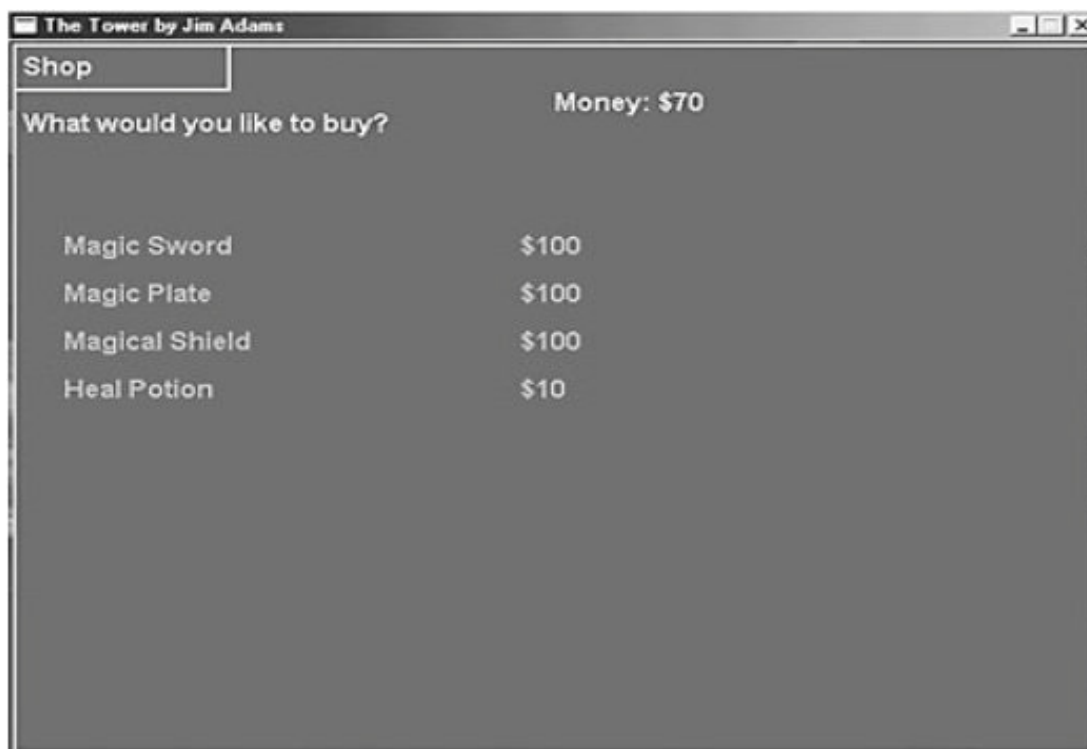 The Tower by Jim Adams
Shop
Money: $70
What would you like to buy?
Magic Sword $100
Magic Plate $100
Magical Shield $100
Heal Potion $10